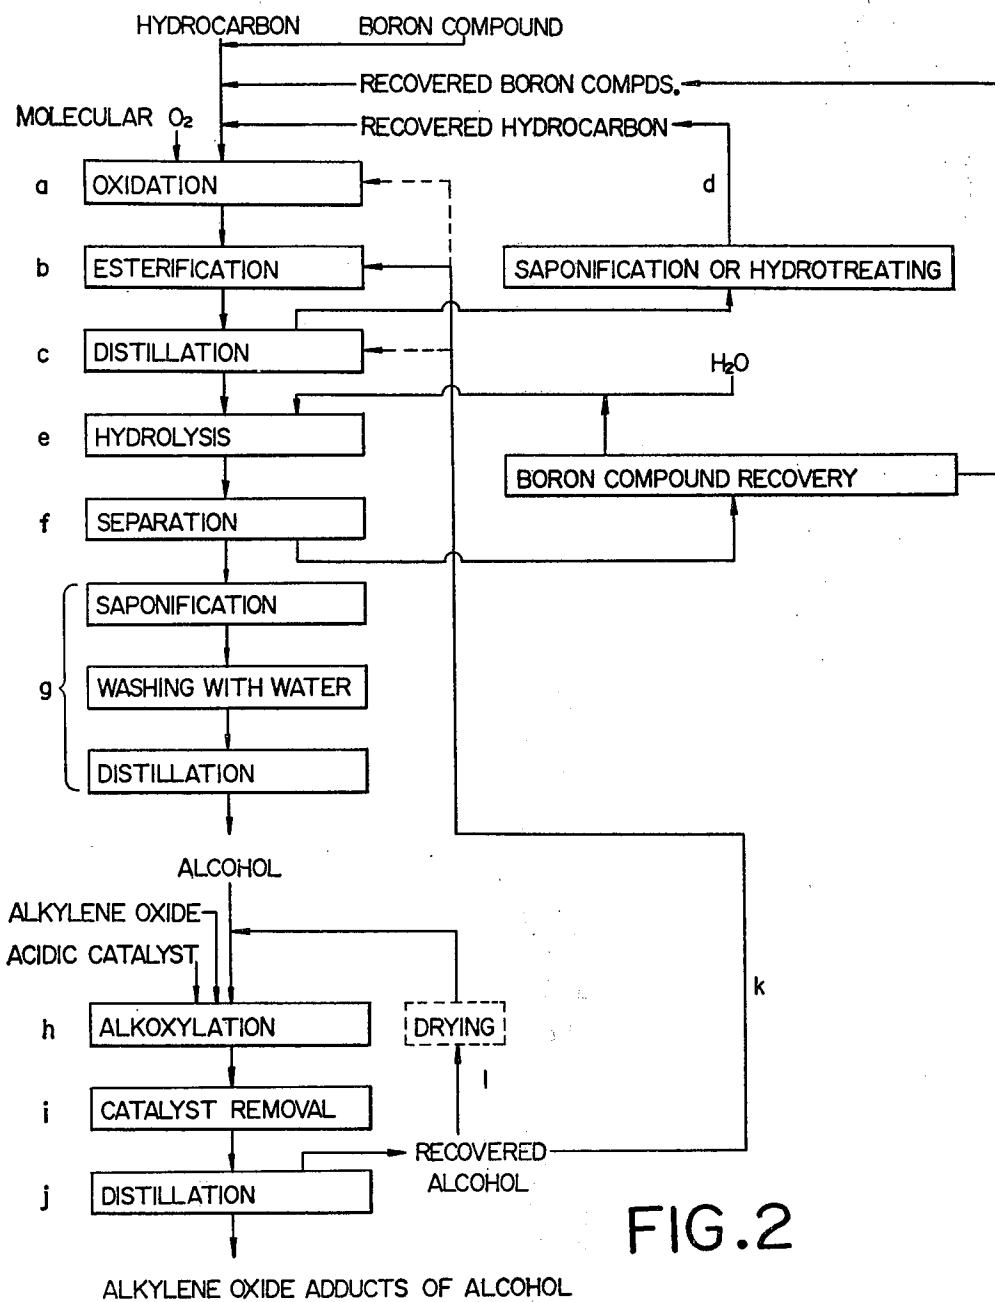 HYDROCARBON BORON COMPOUND
RECOVERED BORON COMPDS.
MOLECULAR O₂
RECOVERED HYDROCARBON
a OXIDATION
d
b ESTERIFICATION
SAPONIFICATION OR HYDROTREATING
c DISTILLATION
H₂O
e HYDROLYSIS
BORON COMPOUND RECOVERY
f SEPARATION
SAPONIFICATION
g WASHING WITH WATER
DISTILLATION
ALCOHOL
ALKYLENE OXIDE
ACIDIC CATALYST
k
h ALKOXYLATION
DRYING
l
i CATALYST REMOVAL
RECOVERED
ALCOHOL
j DISTILLATION
FIG.2
ALKYLENE OXIDE ADDUCTS OF ALCOHOL